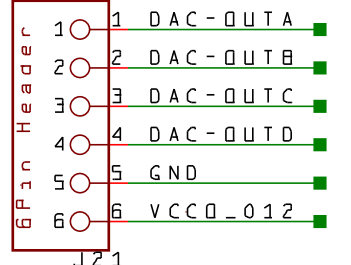 6Pin Header
1 1 DAC-OUTA
2 2 DAC-OUTB
3 3 DAC-OUTC
4 4 DAC-OUTD
5 5 GND
6 6 VCCO_012
J21